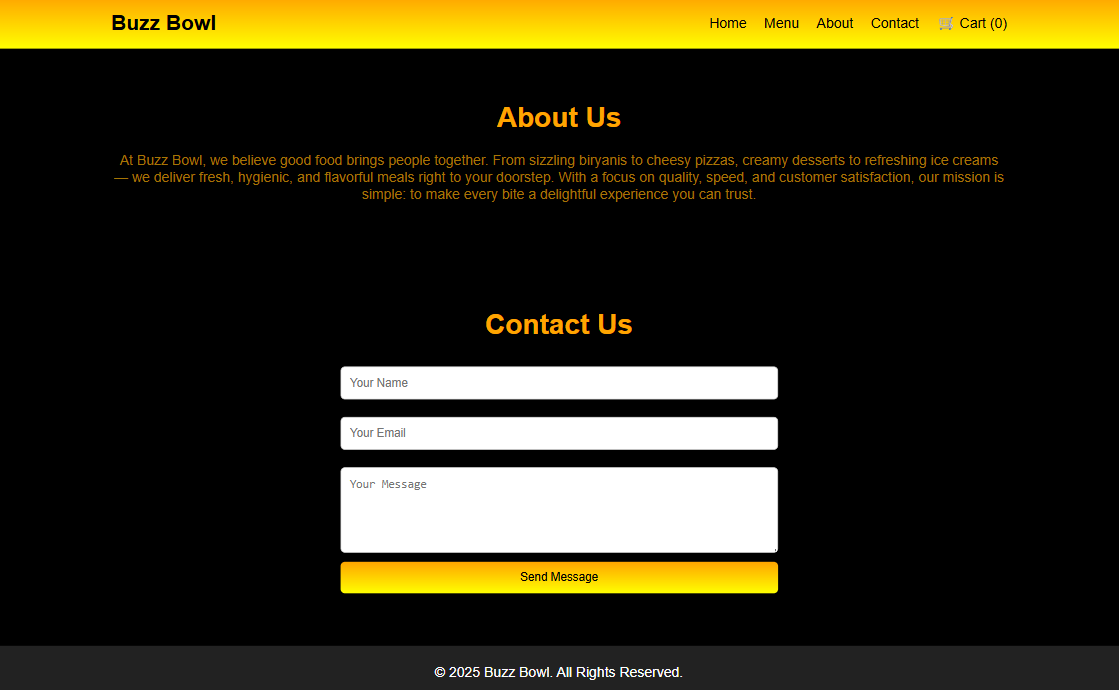 Buzz Bowl
Home Menu About Contact 🛒 Cart (0)
About Us
At Buzz Bowl, we believe good food brings people together. From sizzling biryanis to cheesy pizzas, creamy desserts to refreshing ice creams
— we deliver fresh, hygienic, and flavorful meals right to your doorstep. With a focus on quality, speed, and customer satisfaction, our mission is
simple: to make every bite a delightful experience you can trust.
Contact Us
Your Name
Your Email
Your Message
Send Message
© 2025 Buzz Bowl. All Rights Reserved.